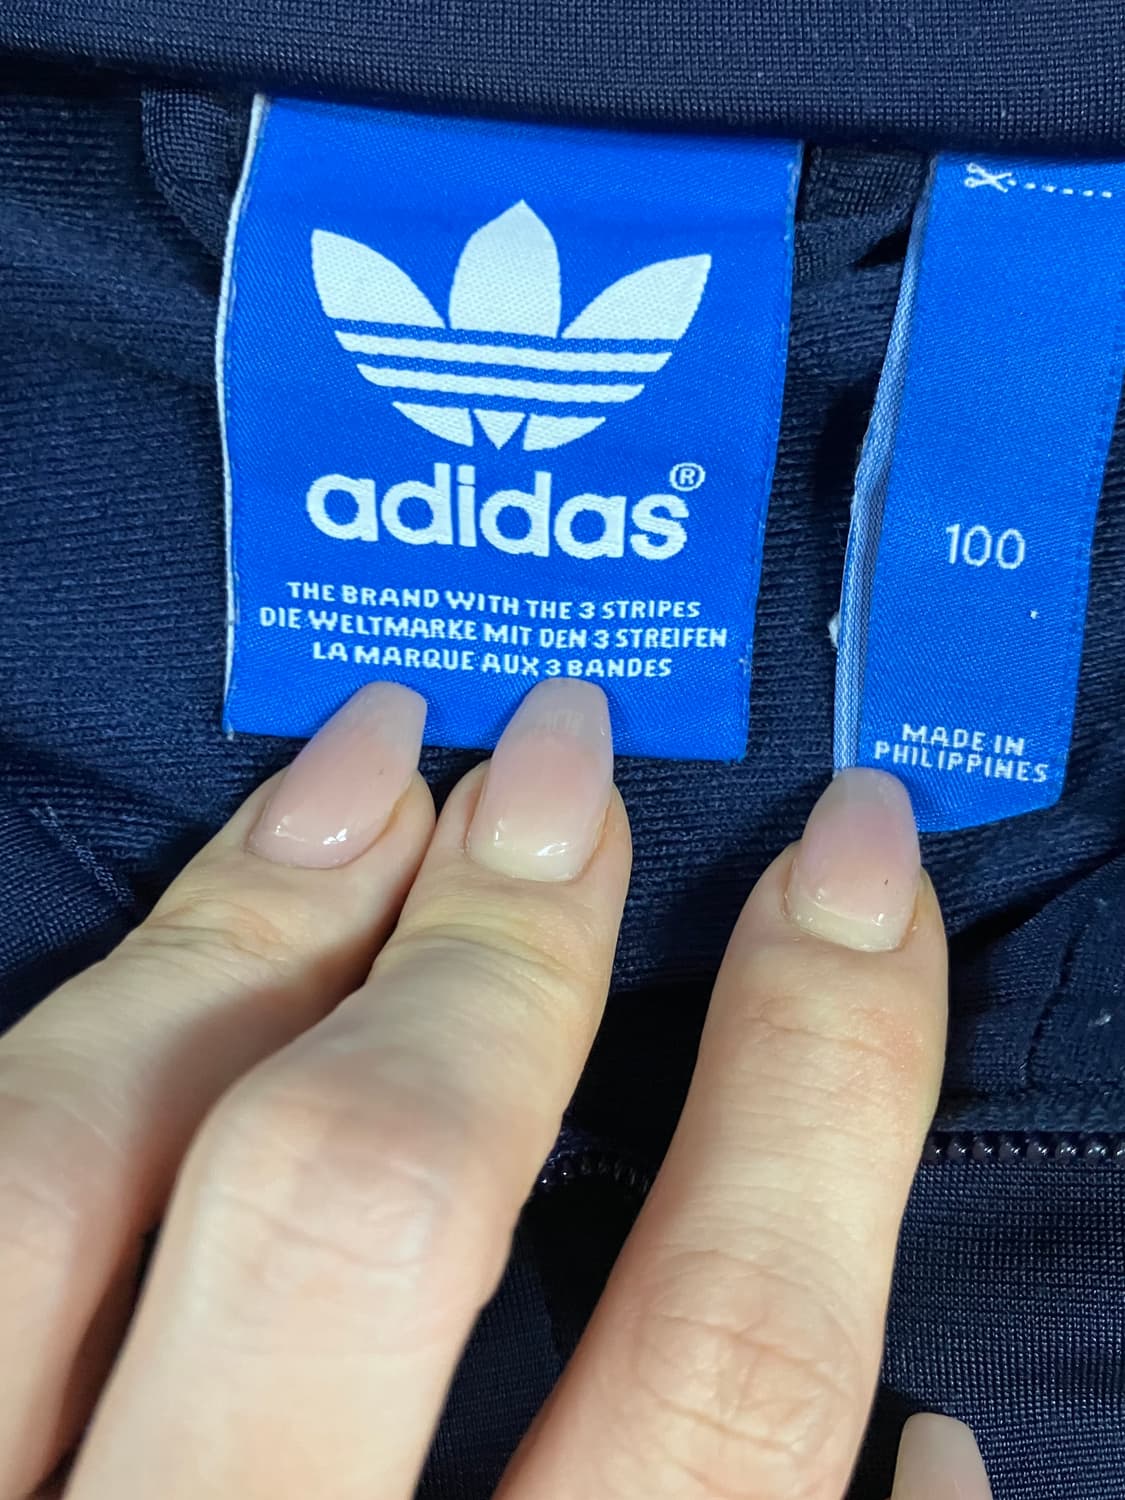 adidas®
THE BRAND WITH THE 3 STRIPES
DIE WELTMARKE MIT DEN 3 STREIFEN
LA MARQUE AUX 3 BANDES
100
MADE IN
PHILIPPINES